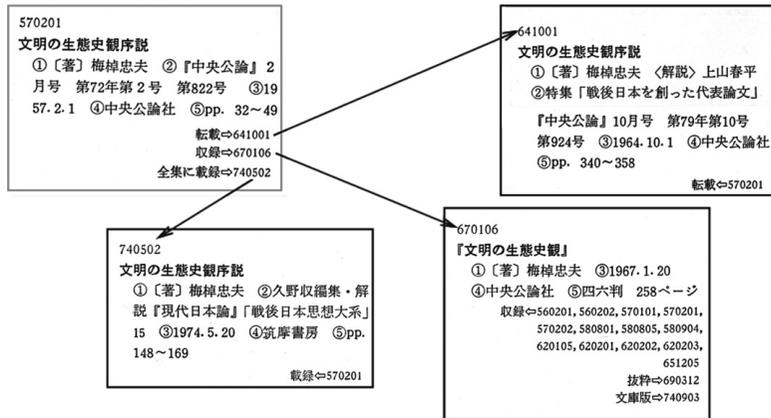 570201
文明の生態史観序説
①〔著〕梅棹忠夫 ②『中央公論』2
月号 第72年第2号 第822号 ③19
57.2.1 ④中央公論社 ⑤pp. 32〜49
転載⇨641001
収録⇨670106
全集に載録⇨740502
641001
文明の生態史観序説
①〔著〕梅棹忠夫 〈解説〉上山春平
②特集「戦後日本を創った代表論文」
『中央公論』10月号 第79年第10号
第924号 ③1964.10.1 ④中央公論社
⑤pp. 340〜358
転載⇦570201
740502
文明の生態史観序説
①〔著〕梅棹忠夫 ②久野収編集・解
説『現代日本論』「戦後日本思想大系」
15 ③1974.5.20 ④筑摩書房 ⑤pp.
148〜169
載録⇦570201
670106
『文明の生態史観』
①〔著〕梅棹忠夫 ③1967.1.20
④中央公論社 ⑤四六判 258ページ
収録⇦560201, 560202, 570101, 570201,
570202, 580801, 580805, 580904,
620105, 620201, 620202, 620203,
651205
抜粋⇨690312
文庫版⇨740903